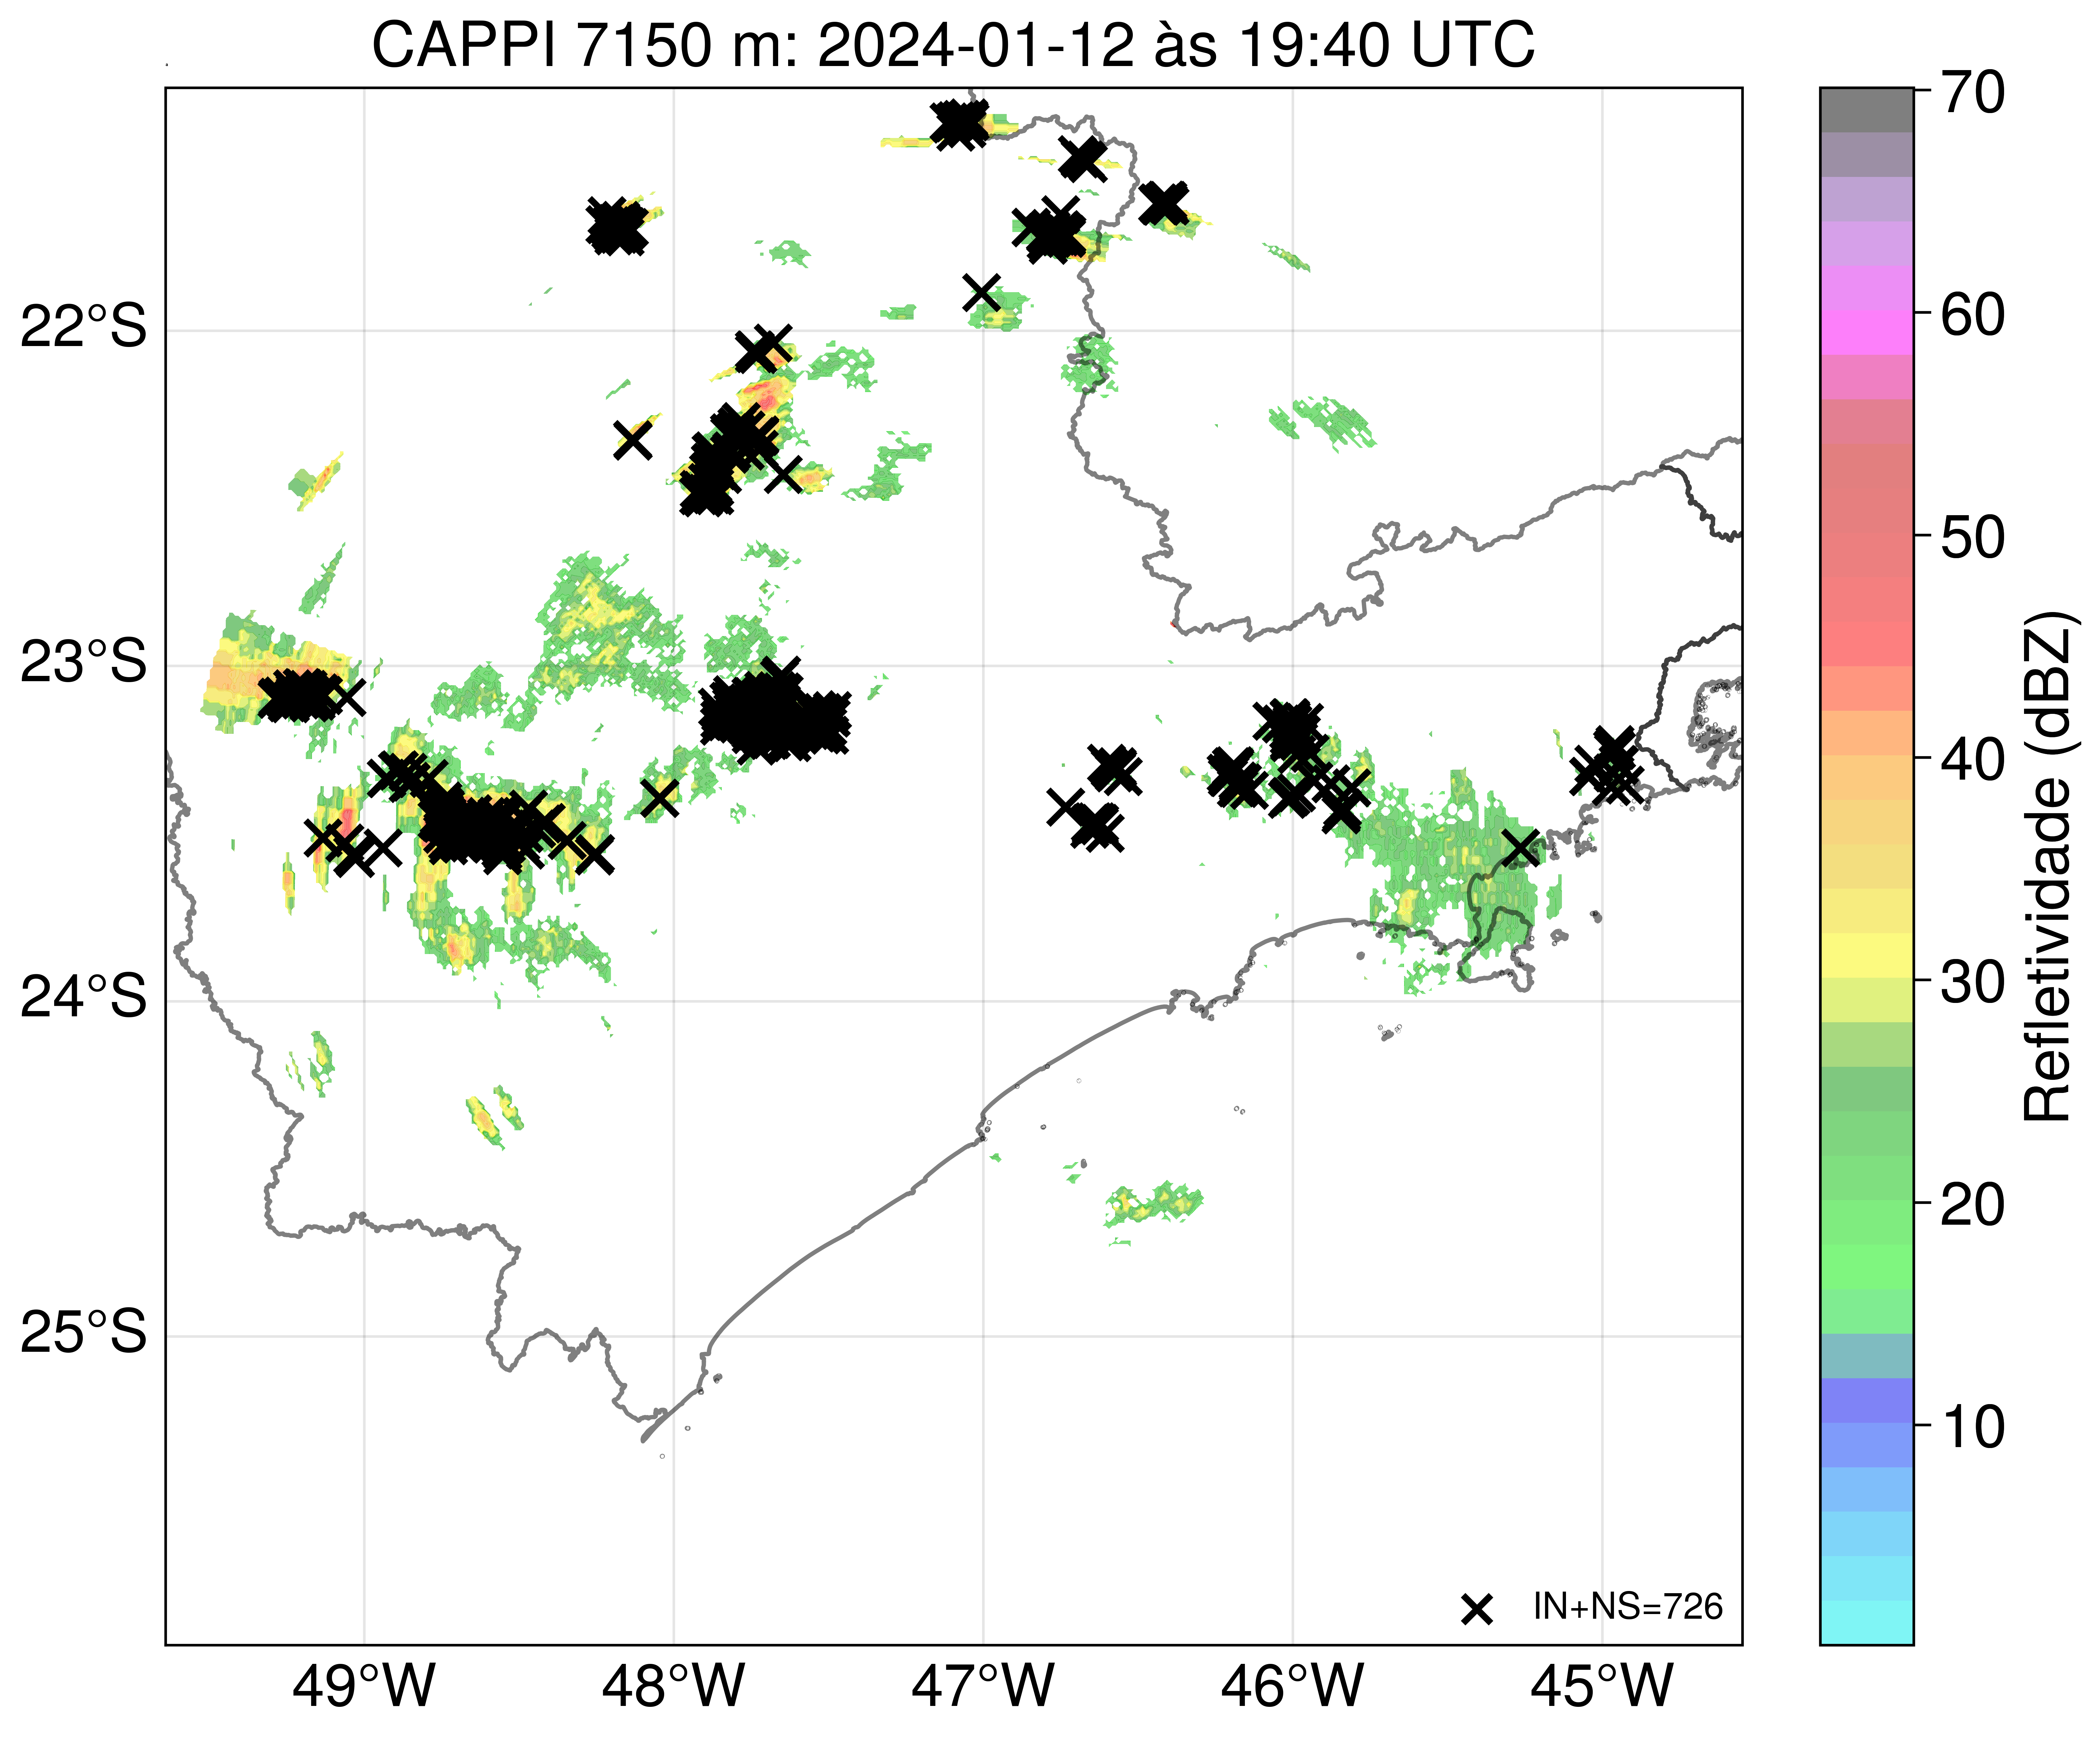 CAPPI 7150 m: 2024-01-12 às 19:40 UTC
22°S
23°S
24°S
25°S
49°W
48°W
47°W
46°W
45°W
IN+NS=726
70
60
50
40
30
20
10
Refletividade (dBZ)